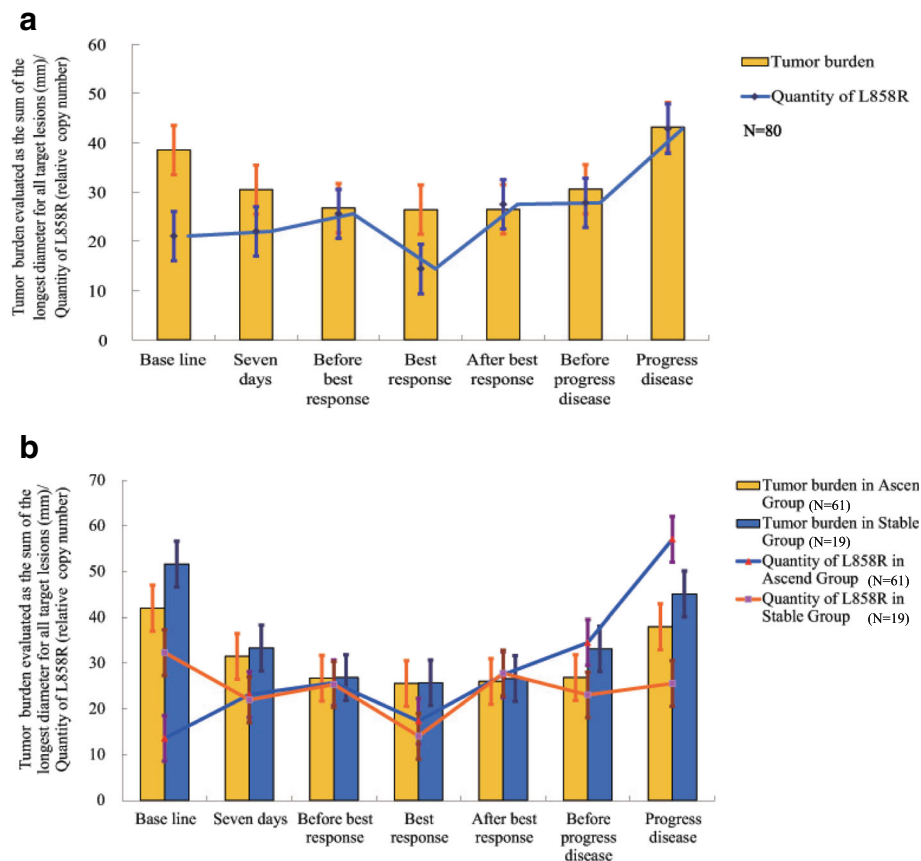 a
Tumor burden evaluated as the sum of the
longest diameter for all target lesions (mm)/
Quantity of L858R (relative copy number)
60
50
40
30
20
10
0
Base line
Seven
days
Before
best
response
Best
response
After best
response
Before
progress
disease
Progress
disease
Tumor burden
Quantity of L858R
N=80
b
Tumor burden evaluated as the sum of the
longest diameter for all target lesions (mm)/
Quantity of L858R (relative copy number)
70
60
50
40
30
20
10
0
Base line
Seven days
Before best
response
Best
response
After best
response
Before
progress
disease
Progress
disease
Tumor burden in Ascend
Group (N=61)
Tumor burden in Stable
Group (N=19)
Quantity of L858R in
Ascend Group (N=61)
Quantity of L858R in
Stable Group (N=19)